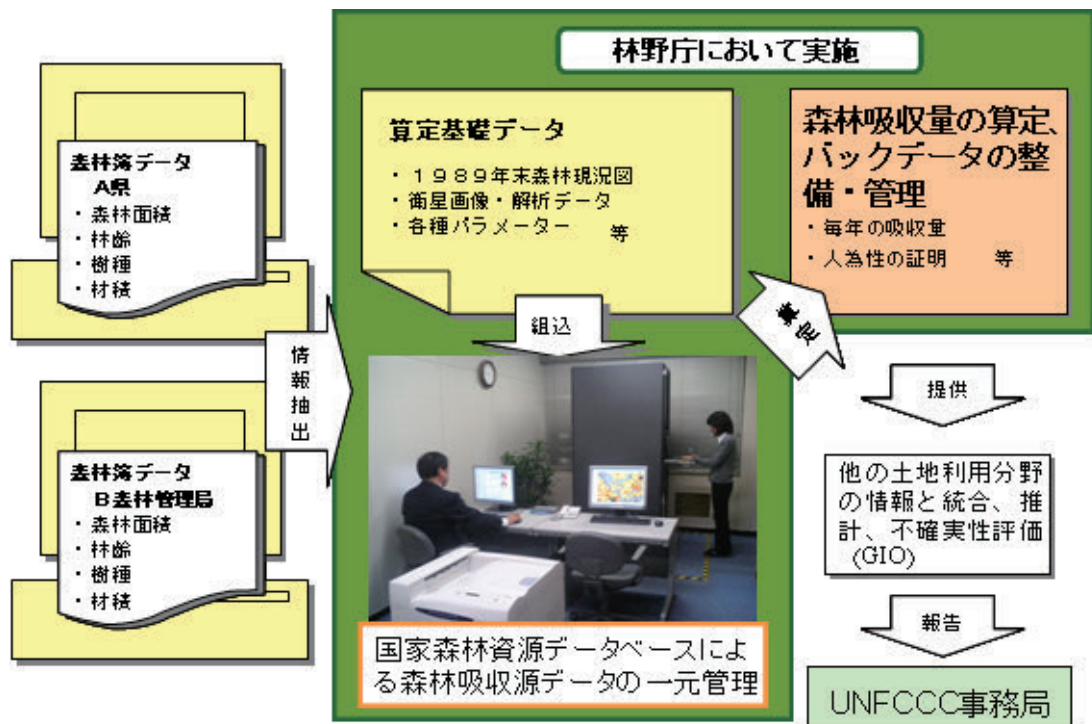 林野庁において実施
森林簿データ
A県
・森林面積
・林齢
・樹種
・材積
森林簿データ
B森林管理局
・森林面積
・林齢
・樹種
・材積
情報抽出
算定基礎データ
・１９８９年末森林現況図
・衛星画像・解析データ
・各種パラメーター 等
組込
国家森林資源データベースによ
る森林吸収源データの一元管理
算定
森林吸収量の算定、
バックデータの整
備・管理
・毎年の吸収量
・人為性の証明 等
提供
他の土地利用分野
の情報と統合、推
計、不確実性評価
(GIO)
報告
UNFCCC事務局